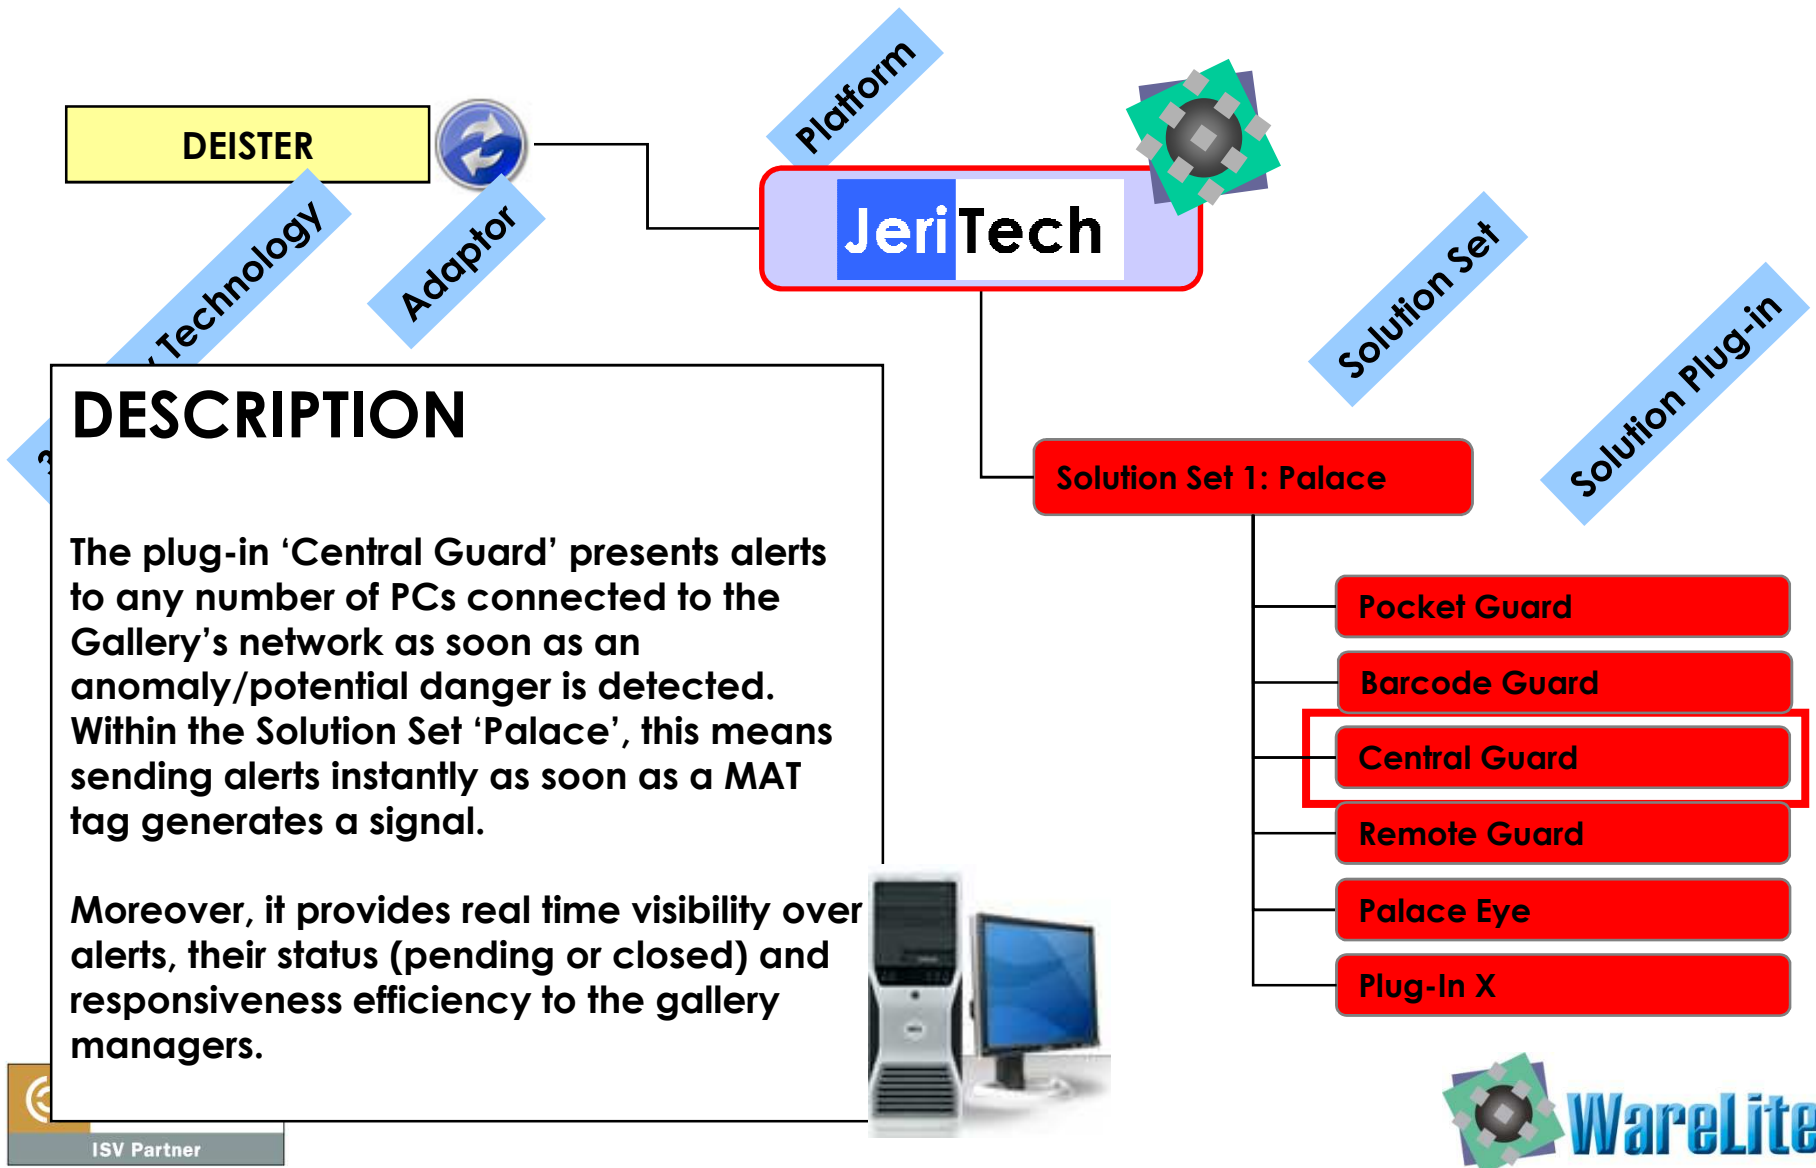 Platform
DEISTER
JeriTech
Technology
Adaptor
Solution Set
Solution Plug-in
DESCRIPTION
The plug-in ‘Central Guard’ presents alerts
to any number of PCs connected to the
Gallery’s network as soon as an
anomaly/potential danger is detected.
Within the Solution Set ‘Palace’, this means
sending alerts instantly as soon as a MAT
tag generates a signal.
Moreover, it provides real time visibility over
alerts, their status (pending or closed) and
responsiveness efficiency to the gallery
managers.
Solution Set 1: Palace
Pocket Guard
Barcode Guard
Central Guard
Remote Guard
Palace Eye
Plug-In X
ISV Partner
WareLite